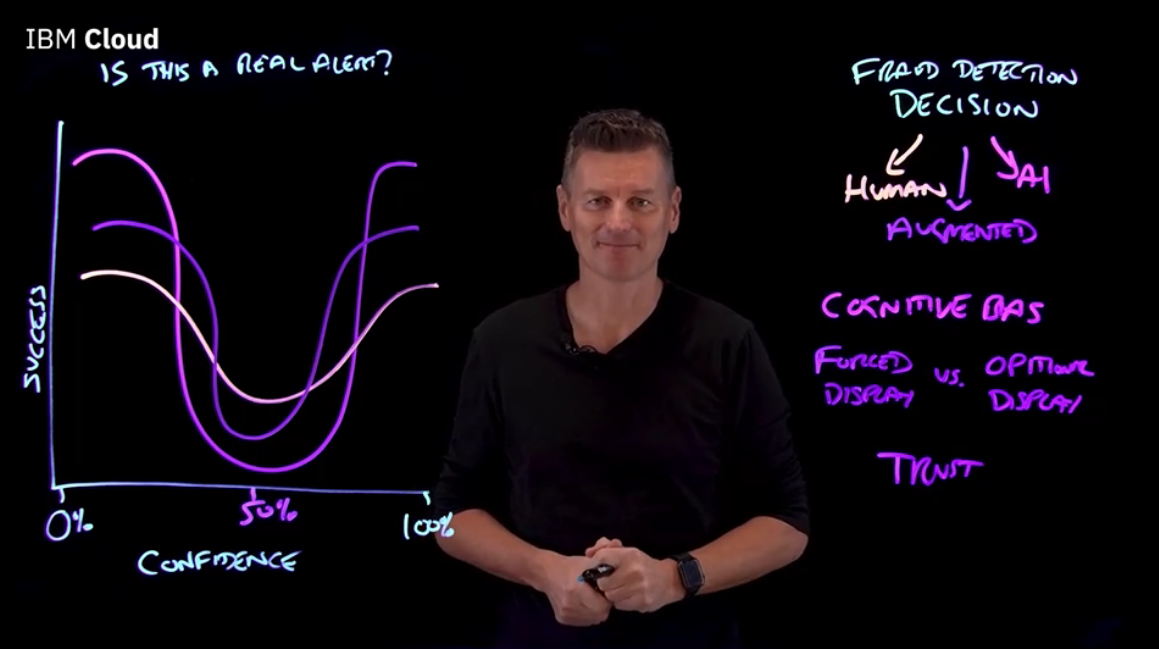 IBM Cloud
IS THIS A REAL ALERT?
SUCCESS
0%
50%
100%
CONFIDENCE
FRAUD DETECTION
DECISION
HUMAN
AI
AUGMENTED
COGNITIVE BIAS
FORCED VS. OPTIONAL
DISPLAY DISPLAY
TRUST